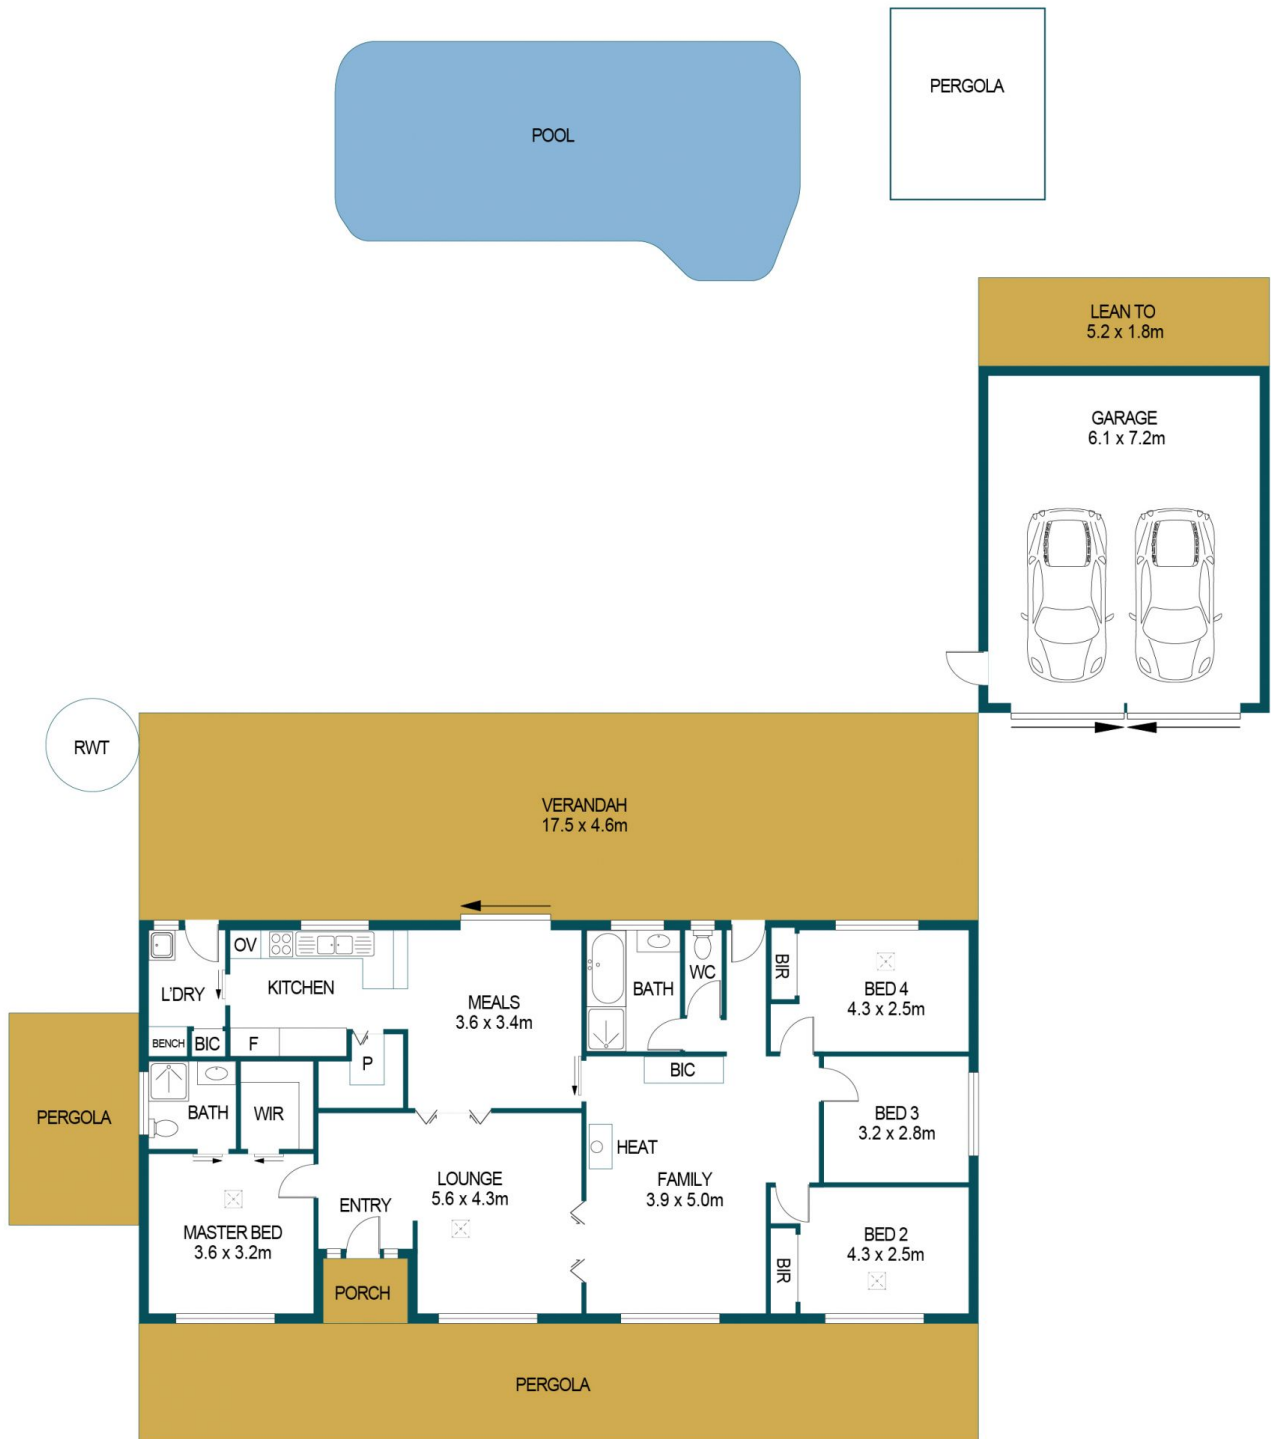 PERGOLA
POOL
LEAN TO
5.2 x 1.8m
GARAGE
6.1 x 7.2m
RWT
VERANDAH
17.5 x 4.6m
OV
KITCHEN
L'DRY
BENCH
BIC
F
P
MEALS
3.6 x 3.4m
BATH
WC
BIR
BED 4
4.3 x 2.5m
BIC
PERGOLA
BATH
WIR
BED 3
3.2 x 2.8m
HEAT
LOUNGE
5.6 x 4.3m
FAMILY
3.9 x 5.0m
ENTRY
MASTER BED
3.6 x 3.2m
BED 2
4.3 x 2.5m
BIR
PORCH
PERGOLA